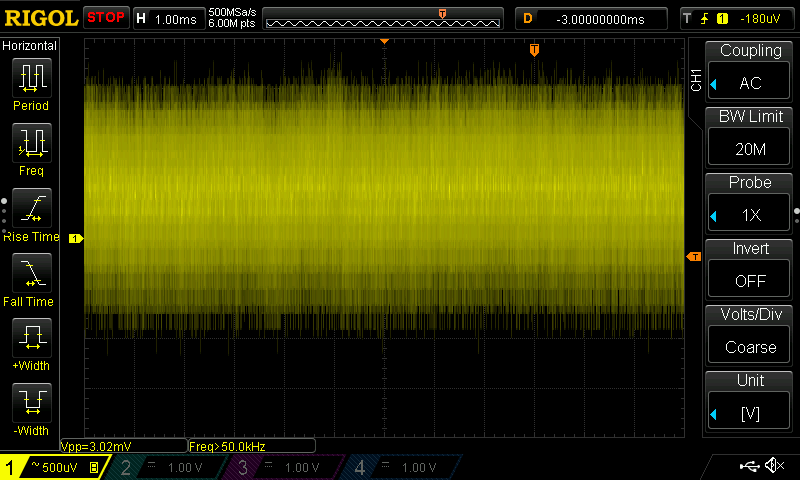 RIGOL STOP H 1.00ms 500MSa/s 6.00M pts T D -3.00000000ms T 1 -180uV
Horizontal
Period
Freq
Rise Time
Fall Time
+Width
-Width
T
1
T
CH1
Coupling
AC
BW Limit
20M
Probe
1X
Invert
OFF
Volts/Div
Coarse
Unit
[V]
Vpp=3.02mV Freq>50.0kHz
1 ~ 500uV B 2 1.00 V 3 1.00 V 4 1.00 V